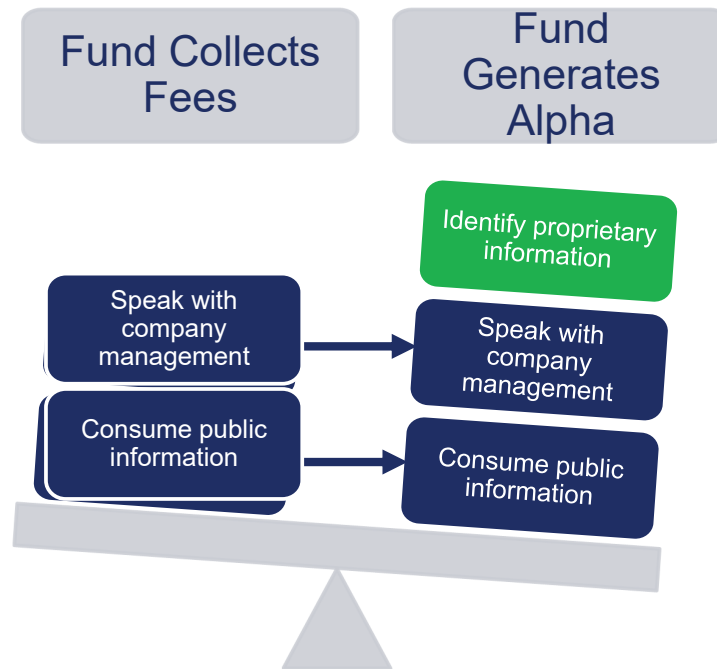 Fund Collects
Fees
Fund
Generates
Alpha
Identify proprietary
information
Speak with
company
management
Speak with
company
management
Consume public
information
Consume public
information